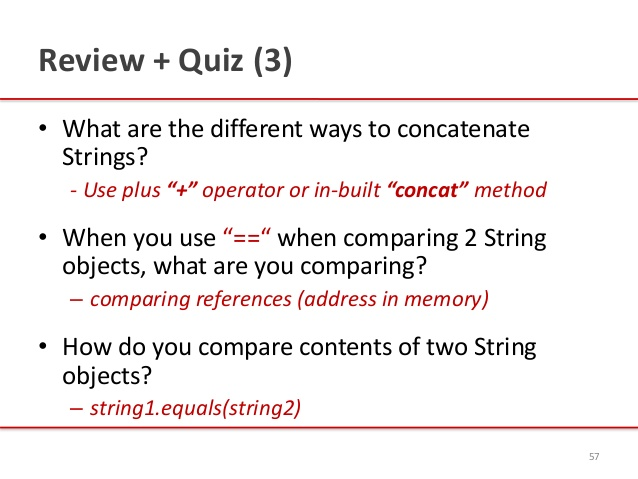 Review + Quiz (3)
• What are the different ways to concatenate
Strings?
- Use plus “+” operator or in-built “concat” method
• When you use “==“ when comparing 2 String
objects, what are you comparing?
– comparing references (address in memory)
• How do you compare contents of two String
objects?
– string1.equals(string2)
57